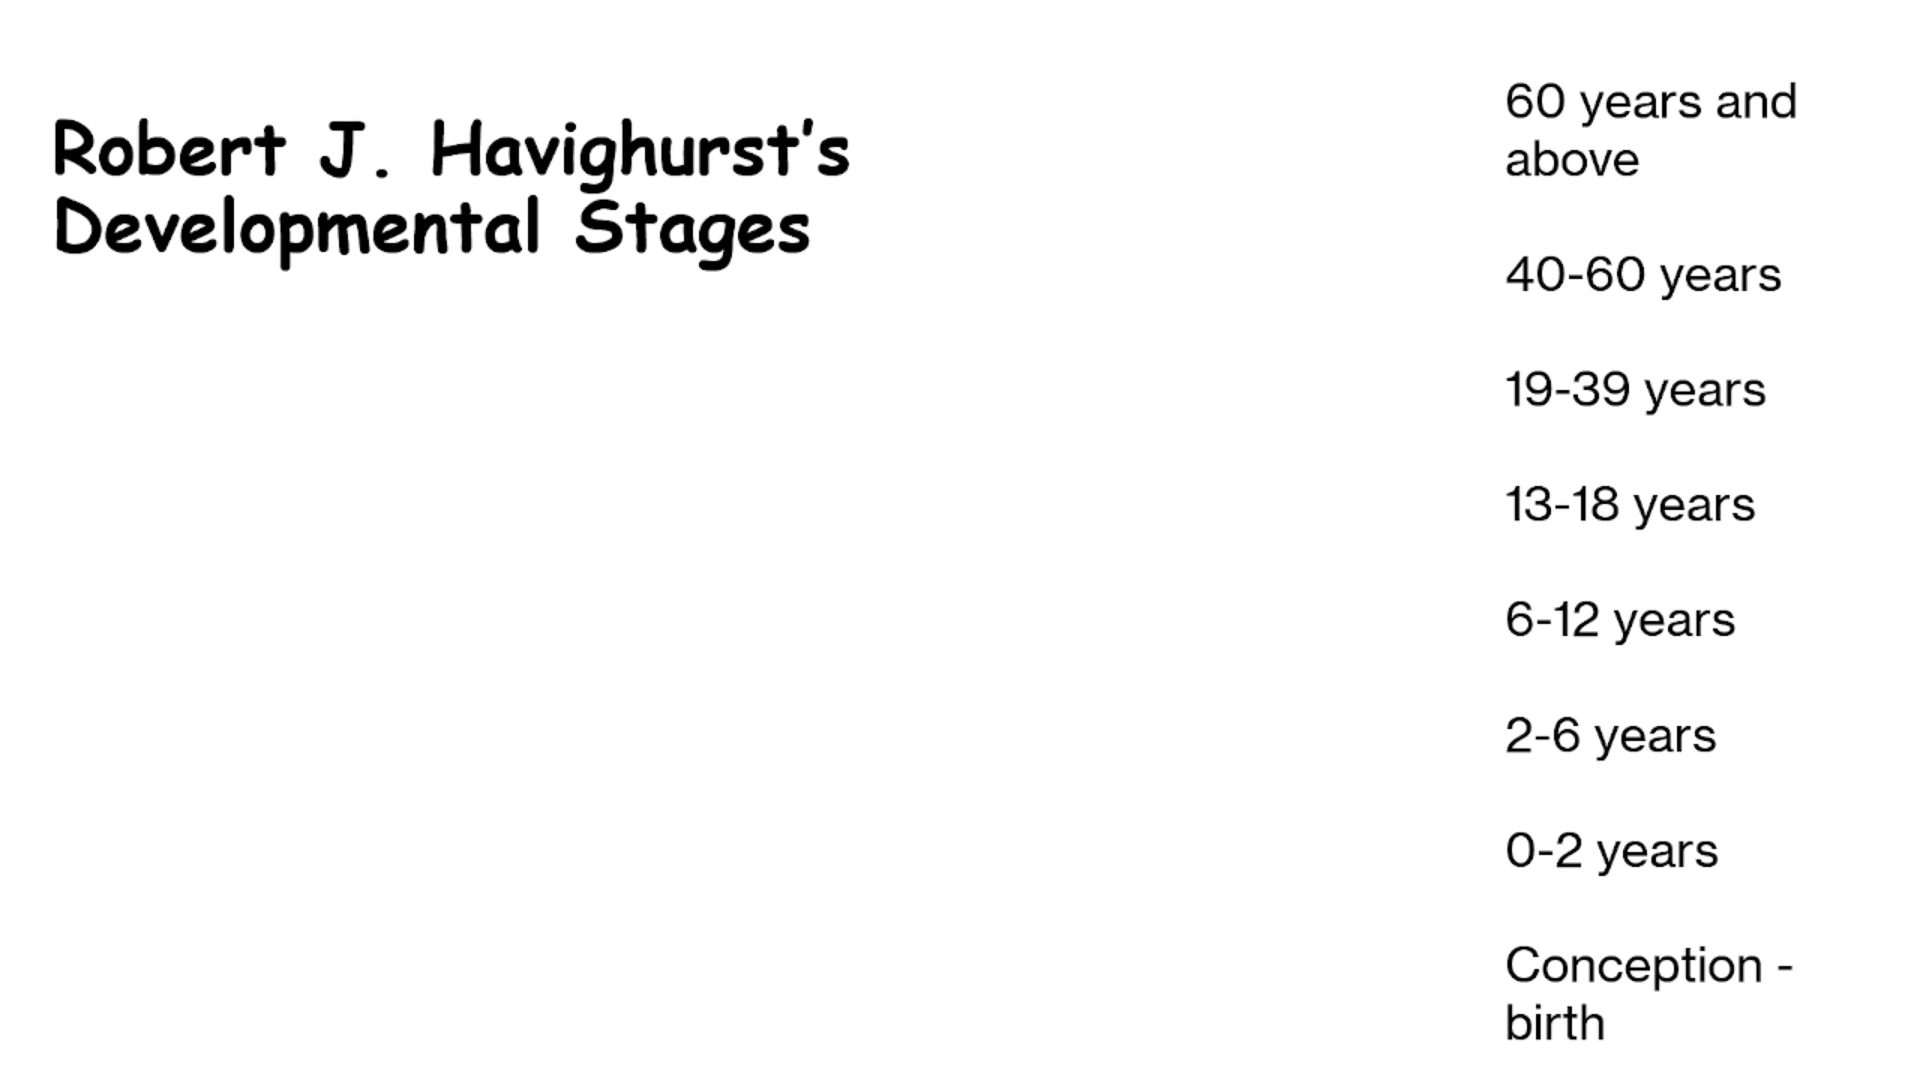 Robert J. Havighurst's
Developmental Stages
60 years and
above
40-60 years
19-39 years
13-18 years
6-12 years
2-6 years
0-2 years
Conception -
birth